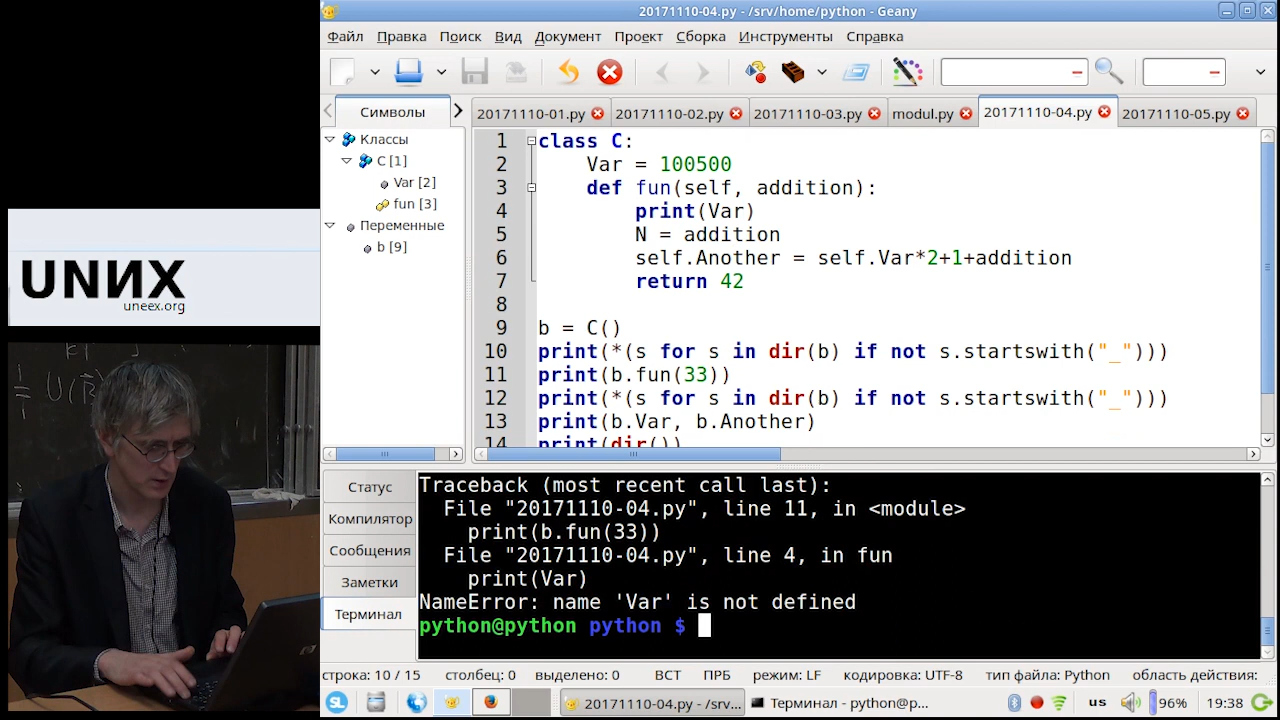 20171110-04.py - /srv/home/python - Geany
Файл Правка Поиск Вид Документ Проект Сборка Инструменты Справка
Символы
20171110-01.py 20171110-02.py 20171110-03.py modul.py 20171110-04.py 20171110-05.py
Классы
C [1]
Var [2]
fun [3]
Переменные
b [9]
1 class C:
2 Var = 100500
3 def fun(self, addition):
4 print(Var)
5 N = addition
6 self.Another = self.Var*2+1+addition
7 return 42
8
9 b = C()
10 print(*(s for s in dir(b) if not s.startswith("_")))
11 print(b.fun(33))
12 print(*(s for s in dir(b) if not s.startswith("_")))
13 print(b.Var, b.Another)
14 print(dir())
UNИX
uneex.org
Статус
Компилятор
Сообщения
Заметки
Терминал
Traceback (most recent call last):
File "20171110-04.py", line 11, in <module>
print(b.fun(33))
File "20171110-04.py", line 4, in fun
print(Var)
NameError: name 'Var' is not defined
python@python python $
строка: 10 / 15 столбец: 0 выделено: 0 ВСТ ПРБ режим: LF кодировка: UTF-8 тип файла: Python область действия:
SL 20171110-04.py - /srv... Терминал - python@p... us 96% 19:38